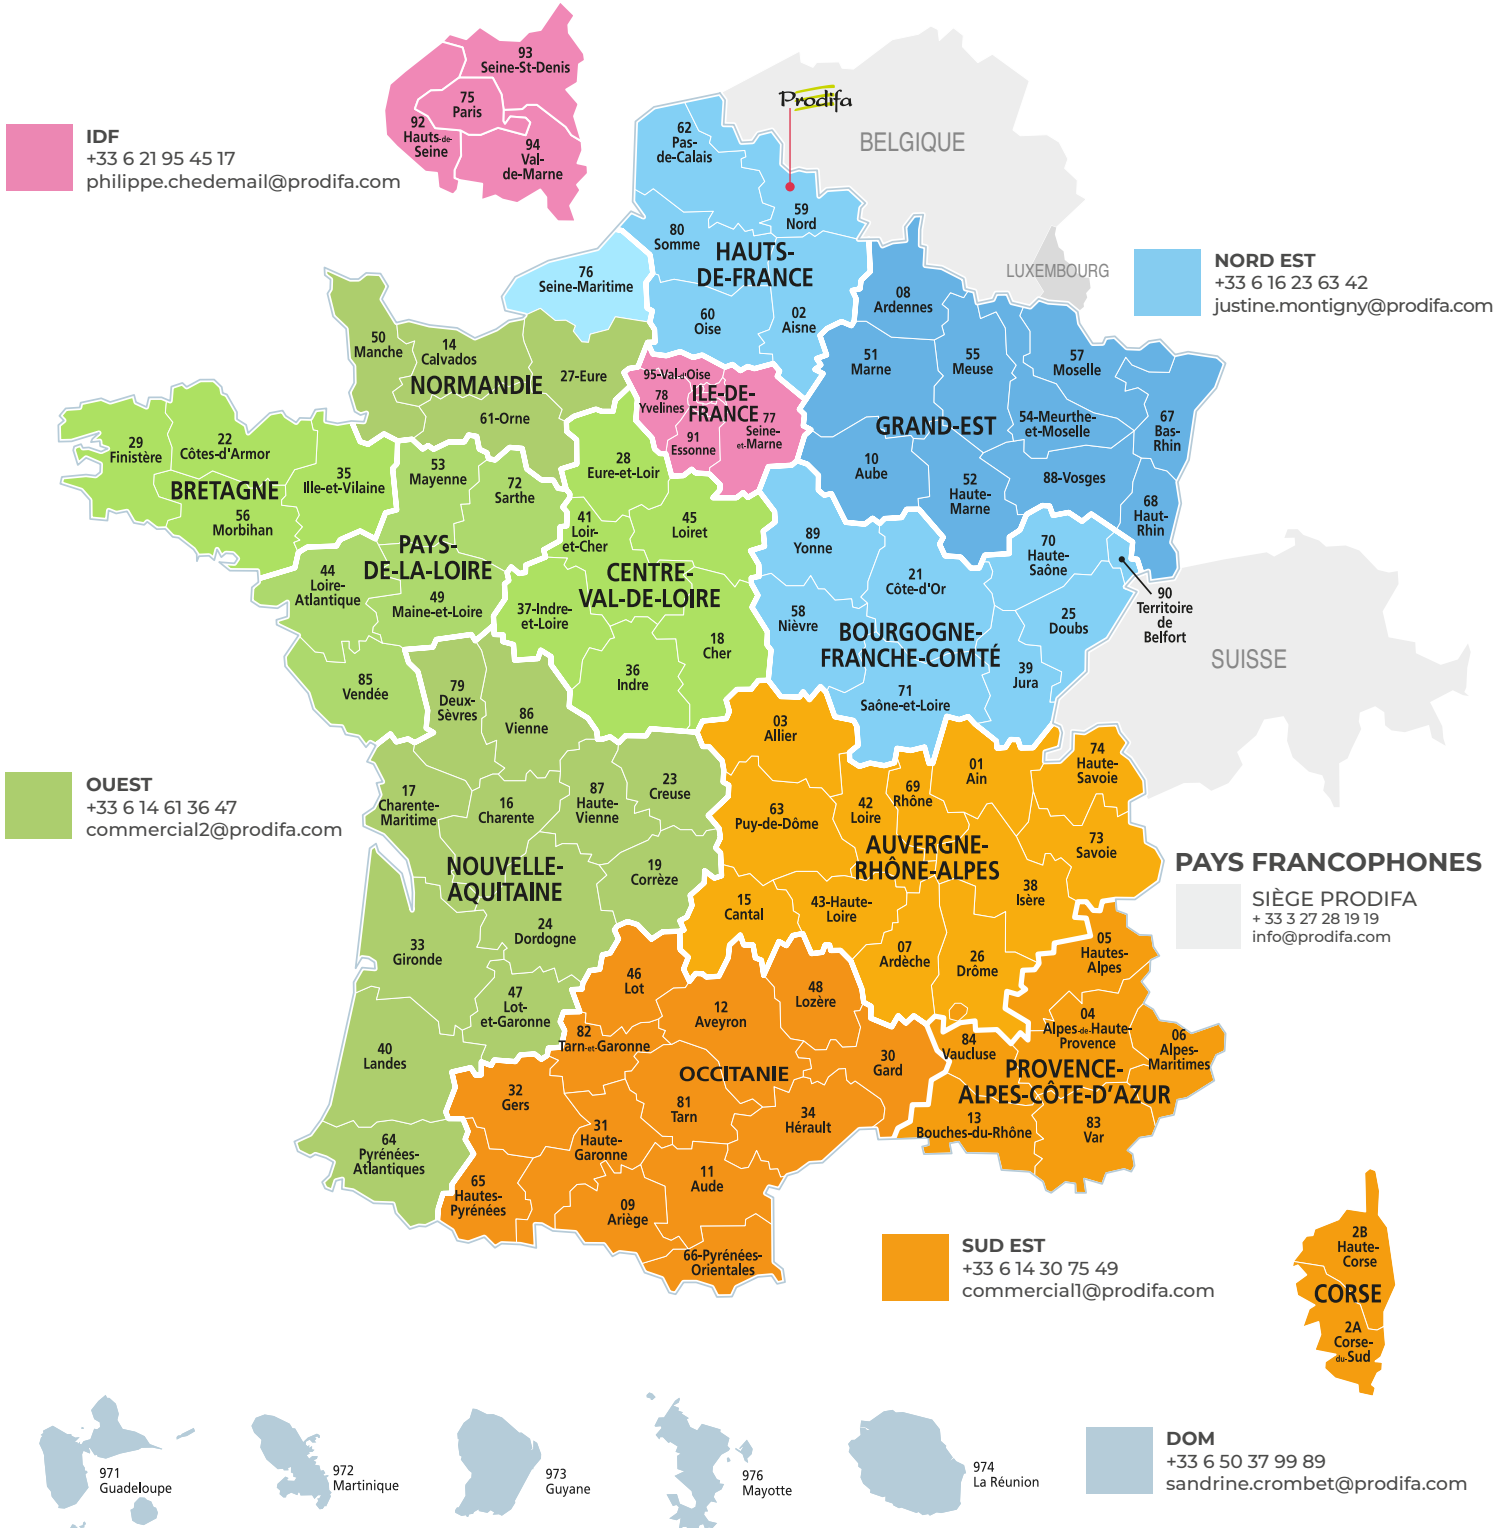 93
Seine-St-Denis
75
Paris
92
Hauts-de-
Seine
94
Val-
de-Marne
IDF
+33 6 21 95 45 17
philippe.chedemail@prodifa.com
Prodifa
BELGIQUE
LUXEMBOURG
62
Pas-
de-Calais
59
Nord
80
Somme
HAUTS-
DE-FRANCE
76
Seine-Maritime
60
Oise
02
Aisne
NORD EST
+33 6 16 23 63 42
justine.montigny@prodifa.com
08
Ardennes
51
Marne
55
Meuse
57
Moselle
54-Meurthe-
et-Moselle
67
Bas-
Rhin
GRAND-EST
10
Aube
52
Haute-
Marne
88-Vosges
68
Haut-
Rhin
50
Manche
14
Calvados
NORMANDIE
27-Eure
61-Orne
95-Val-d'Oise
78
Yvelines
ILE-DE-
FRANCE
77
Seine-
et-Marne
91
Essonne
29
Finistère
22
Côtes-d'Armor
35
Ille-et-Vilaine
BRETAGNE
56
Morbihan
53
Mayenne
72
Sarthe
PAYS-
DE-LA-LOIRE
44
Loire-
Atlantique
49
Maine-et-Loire
85
Vendée
28
Eure-et-Loir
41
Loir-
et-Cher
45
Loiret
CENTRE-
VAL-DE-LOIRE
37-Indre-
et-Loire
18
Cher
36
Indre
89
Yonne
21
Côte-d'Or
70
Haute-
Saône
90
Territoire
de
Belfort
58
Nièvre
25
Doubs
BOURGOGNE-
FRANCHE-COMTÉ
39
Jura
71
Saône-et-Loire
SUISSE
OUEST
+33 6 14 61 36 47
commercial2@prodifa.com
79
Deux-
Sèvres
86
Vienne
17
Charente-
Maritime
16
Charente
87
Haute-
Vienne
23
Creuse
NOUVELLE-
AQUITAINE
19
Corrèze
24
Dordogne
33
Gironde
47
Lot-
et-Garonne
40
Landes
64
Pyrénées-
Atlantiques
03
Allier
01
Ain
74
Haute-
Savoie
69
Rhône
42
Loire
63
Puy-de-Dôme
73
Savoie
AUVERGNE-
RHÔNE-ALPES
38
Isère
15
Cantal
43-Haute-
Loire
07
Ardèche
26
Drôme
PAYS FRANCOPHONES
SIÈGE PRODIFA
+ 33 3 27 28 19 19
info@prodifa.com
46
Lot
12
Aveyron
48
Lozère
82
Tarn-et-Garonne
30
Gard
OCCITANIE
32
Gers
81
Tarn
34
Hérault
31
Haute-
Garonne
65
Hautes-
Pyrénées
09
Ariège
11
Aude
66-Pyrénées-
Orientales
05
Hautes-
Alpes
04
Alpes-de-Haute-
Provence
06
Alpes-
Maritimes
84
Vaucluse
PROVENCE-
ALPES-CÔTE-D'AZUR
13
Bouches-du-Rhône
83
Var
SUD EST
+33 6 14 30 75 49
commercial1@prodifa.com
2B
Haute-
Corse
CORSE
2A
Corse-
du-Sud
971
Guadeloupe
972
Martinique
973
Guyane
976
Mayotte
974
La Réunion
DOM
+33 6 50 37 99 89
sandrine.crombet@prodifa.com